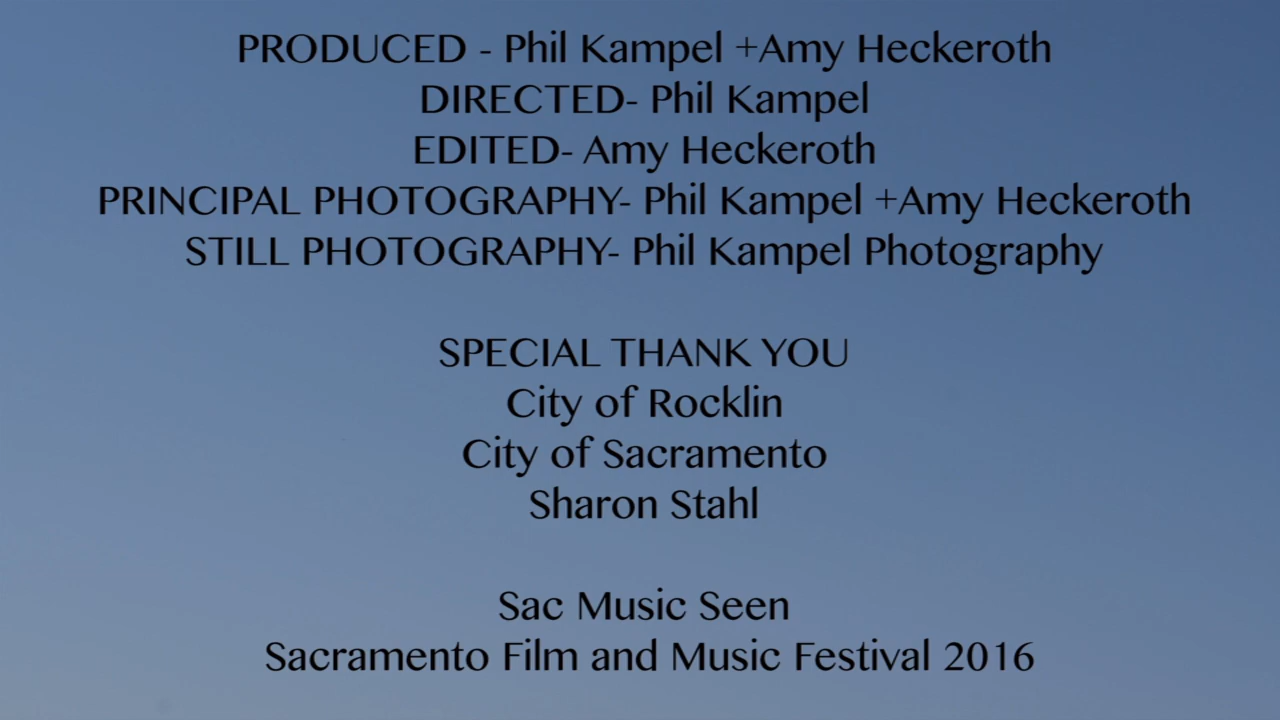 PRODUCED - Phil Kampel +Amy Heckeroth
DIRECTED- Phil Kampel
EDITED- Amy Heckeroth
PRINCIPAL PHOTOGRAPHY- Phil Kampel +Amy Heckeroth
STILL PHOTOGRAPHY- Phil Kampel Photography
SPECIAL THANK YOU
City of Rocklin
City of Sacramento
Sharon Stahl
Sac Music Seen
Sacramento Film and Music Festival 2016